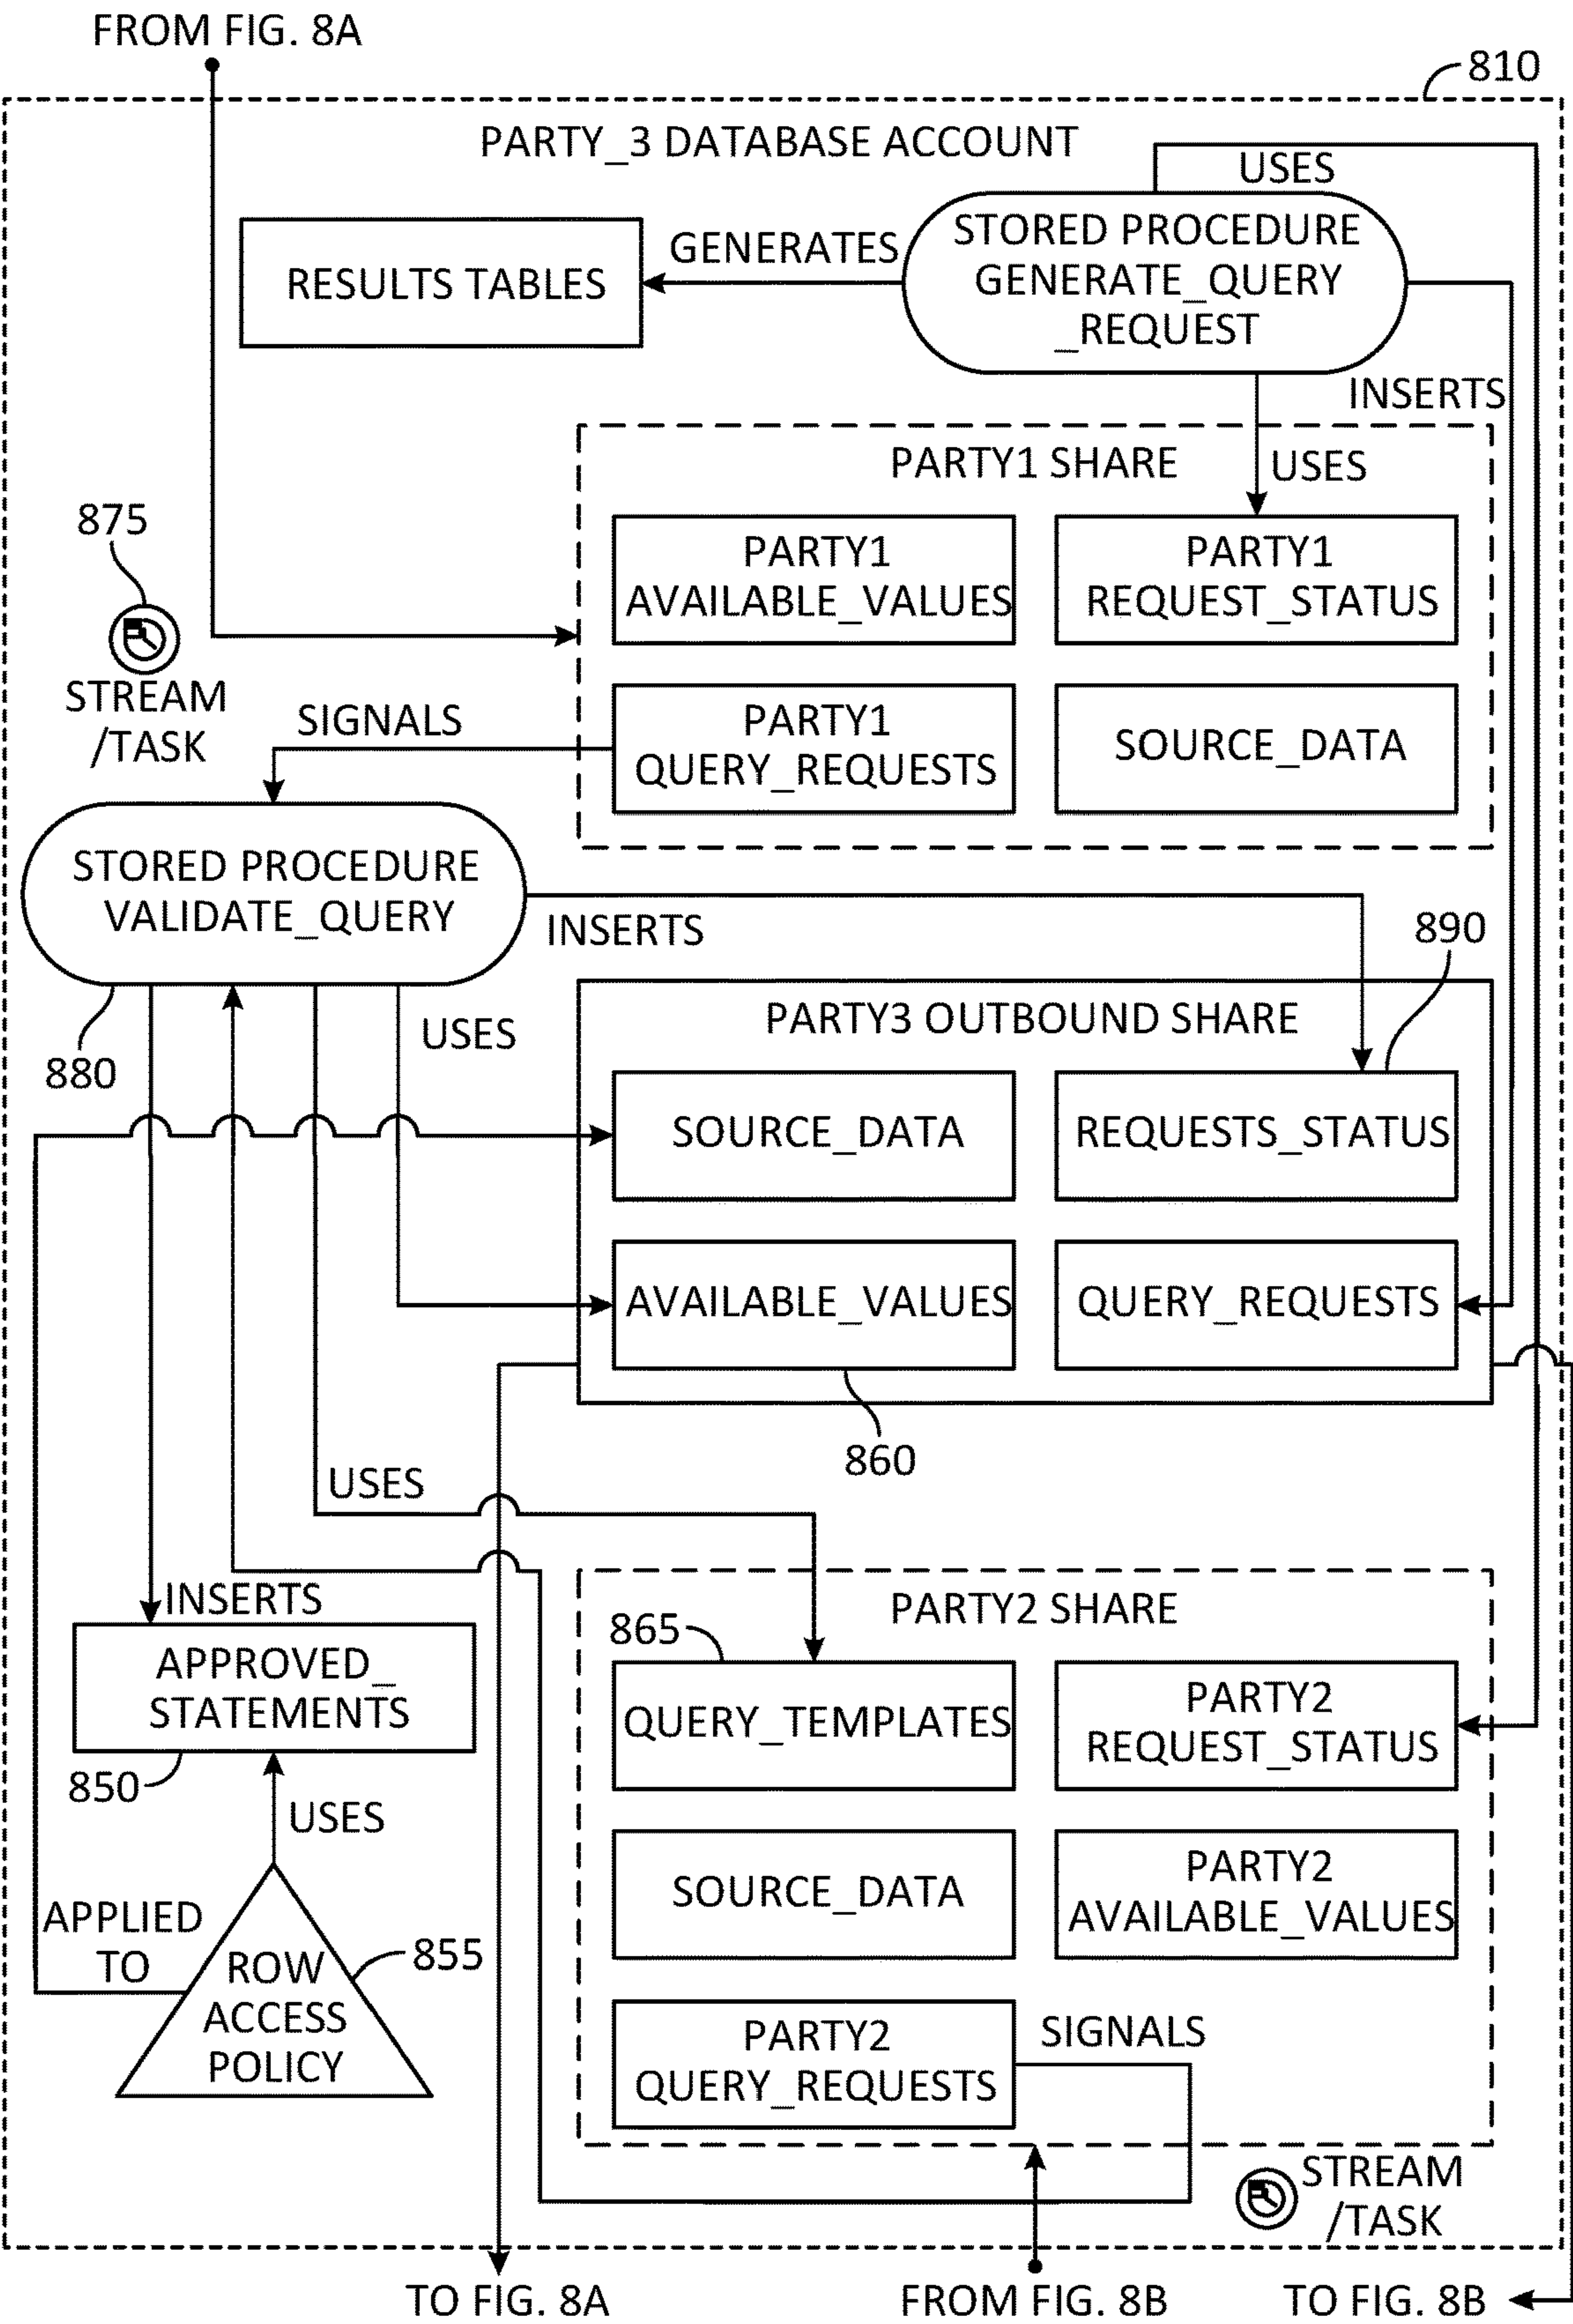 FROM FIG. 8A
810
PARTY_3 DATABASE ACCOUNT
USES
STORED PROCEDURE
GENERATE_QUERY
_REQUEST
GENERATES
RESULTS TABLES
INSERTS
PARTY1 SHARE
USES
875
PARTY1
AVAILABLE_VALUES
PARTY1
REQUEST_STATUS
STREAM
/TASK
SIGNALS
PARTY1
QUERY_REQUESTS
SOURCE_DATA
STORED PROCEDURE
VALIDATE_QUERY
INSERTS
890
880
USES
PARTY3 OUTBOUND SHARE
SOURCE_DATA
REQUESTS_STATUS
AVAILABLE_VALUES
QUERY_REQUESTS
860
USES
INSERTS
PARTY2 SHARE
865
APPROVED_
STATEMENTS
QUERY_TEMPLATES
PARTY2
REQUEST_STATUS
850
USES
SOURCE_DATA
PARTY2
AVAILABLE_VALUES
APPLIED
TO
855
ROW
ACCESS
POLICY
PARTY2
QUERY_REQUESTS
SIGNALS
STREAM
/TASK
TO FIG. 8A
FROM FIG. 8B
TO FIG. 8B